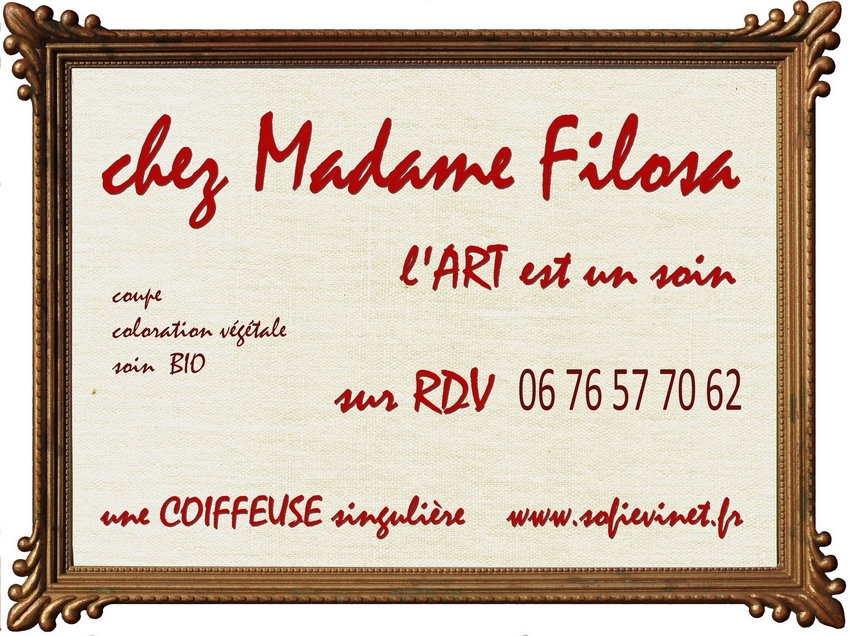 chez Madame Filosa
l'ART est un soin
coupe
coloration végétale
soin BIO
sur RDV 06 76 57 70 62
une COIFFEUSE singulière www.sofievinet.fr